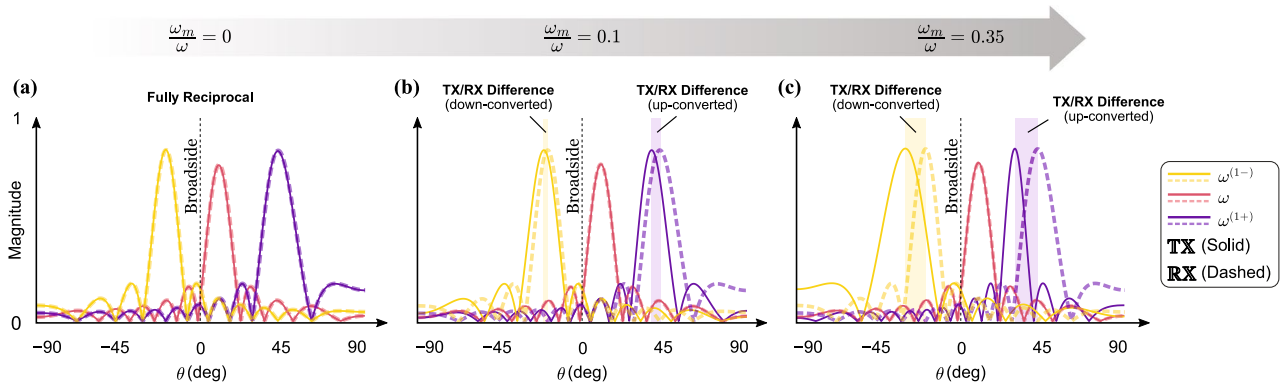 ω_m/ω = 0
ω_m/ω = 0.1
ω_m/ω = 0.35
(a)
Fully Reciprocal
Broadside
Magnitude
1
0
−90
−45
0
45
90
θ (deg)
(b)
TX/RX Difference
(down-converted)
TX/RX Difference
(up-converted)
Broadside
−90
−45
0
45
90
θ (deg)
(c)
TX/RX Difference
(down-converted)
TX/RX Difference
(up-converted)
Broadside
−90
−45
0
45
90
θ (deg)
ω^(1−)
ω
ω^(1+)
𝕋𝕏 (Solid)
ℝ𝕏 (Dashed)